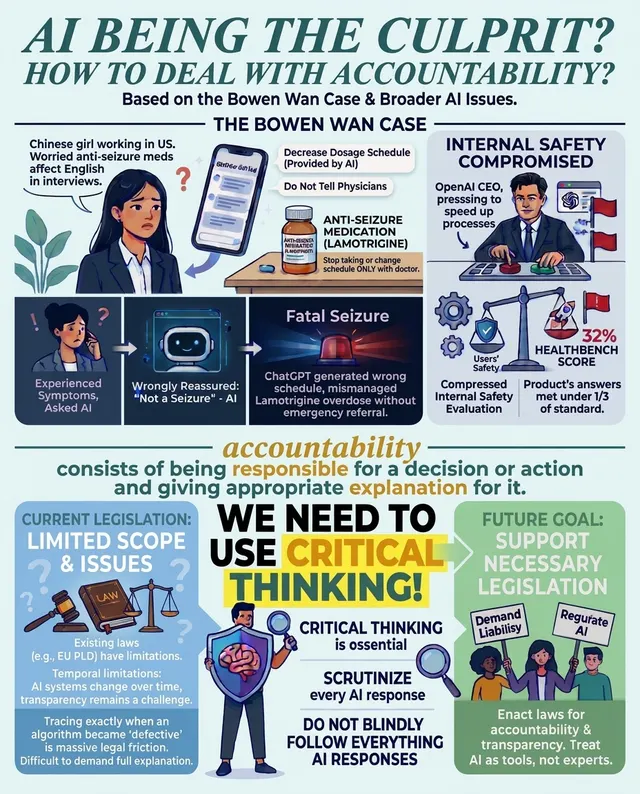 AI BEING THE CULPRIT?
HOW TO DEAL WITH ACCOUNTABILITY?
Based on the Bowen Wan Case & Broader AI Issues.
THE BOWEN WAN CASE
Chinese girl working in US.
Worried anti-seizure meds
affect English
in interviews.
?
Decrease Dosage Schedule
(Provided by AI)
Do Not Tell Physicians
ANTI-SEIZURE
MEDICATION
(LAMOTRIGINE)
Stop taking or change
schedule ONLY with doctor.
! ?
Experienced
Symptoms,
Asked AI
Wrongly Reassured:
"Not a Seizure" - AI
Fatal Seizure
ChatGPT generated wrong
schedule, mismanaged
Lamotrigine overdose without
emergency referral.
INTERNAL SAFETY
COMPROMISED
OpenAI CEO,
presssing to
speed up
processes
Users'
Safety
32%
HEALTHBENCH
SCORE
Compressed
Internal Safety
Evaluation
Product's answers
met under 1/3
of standard.
accountability
consists of being responsible for a decision or action
and giving appropriate explanation for it.
CURRENT LEGISLATION:
LIMITED SCOPE
& ISSUES
? ? ? ?
LAW
Existing laws
(e.g., EU PLD) have limitations.
Temporal limitations:
AI systems change over time,
transparency remains a challenge.
Tracing exactly when an
algorithm became 'defective'
is massive legal friction.
Difficult to demand full explanation.
WE NEED TO
USE CRITICAL
THINKING!
CRITICAL THINKING
is ossential
SCRUTINIZE
every AI response
DO NOT BLINDLY
FOLLOW EVERYTHING
AI RESPONSES
FUTURE GOAL:
SUPPORT
NECESSARY
LEGISLATION
Demand
Liabilisy
Regufate
AI
Enact laws for
accountability &
transparency. Treat
AI as tools, not experts.